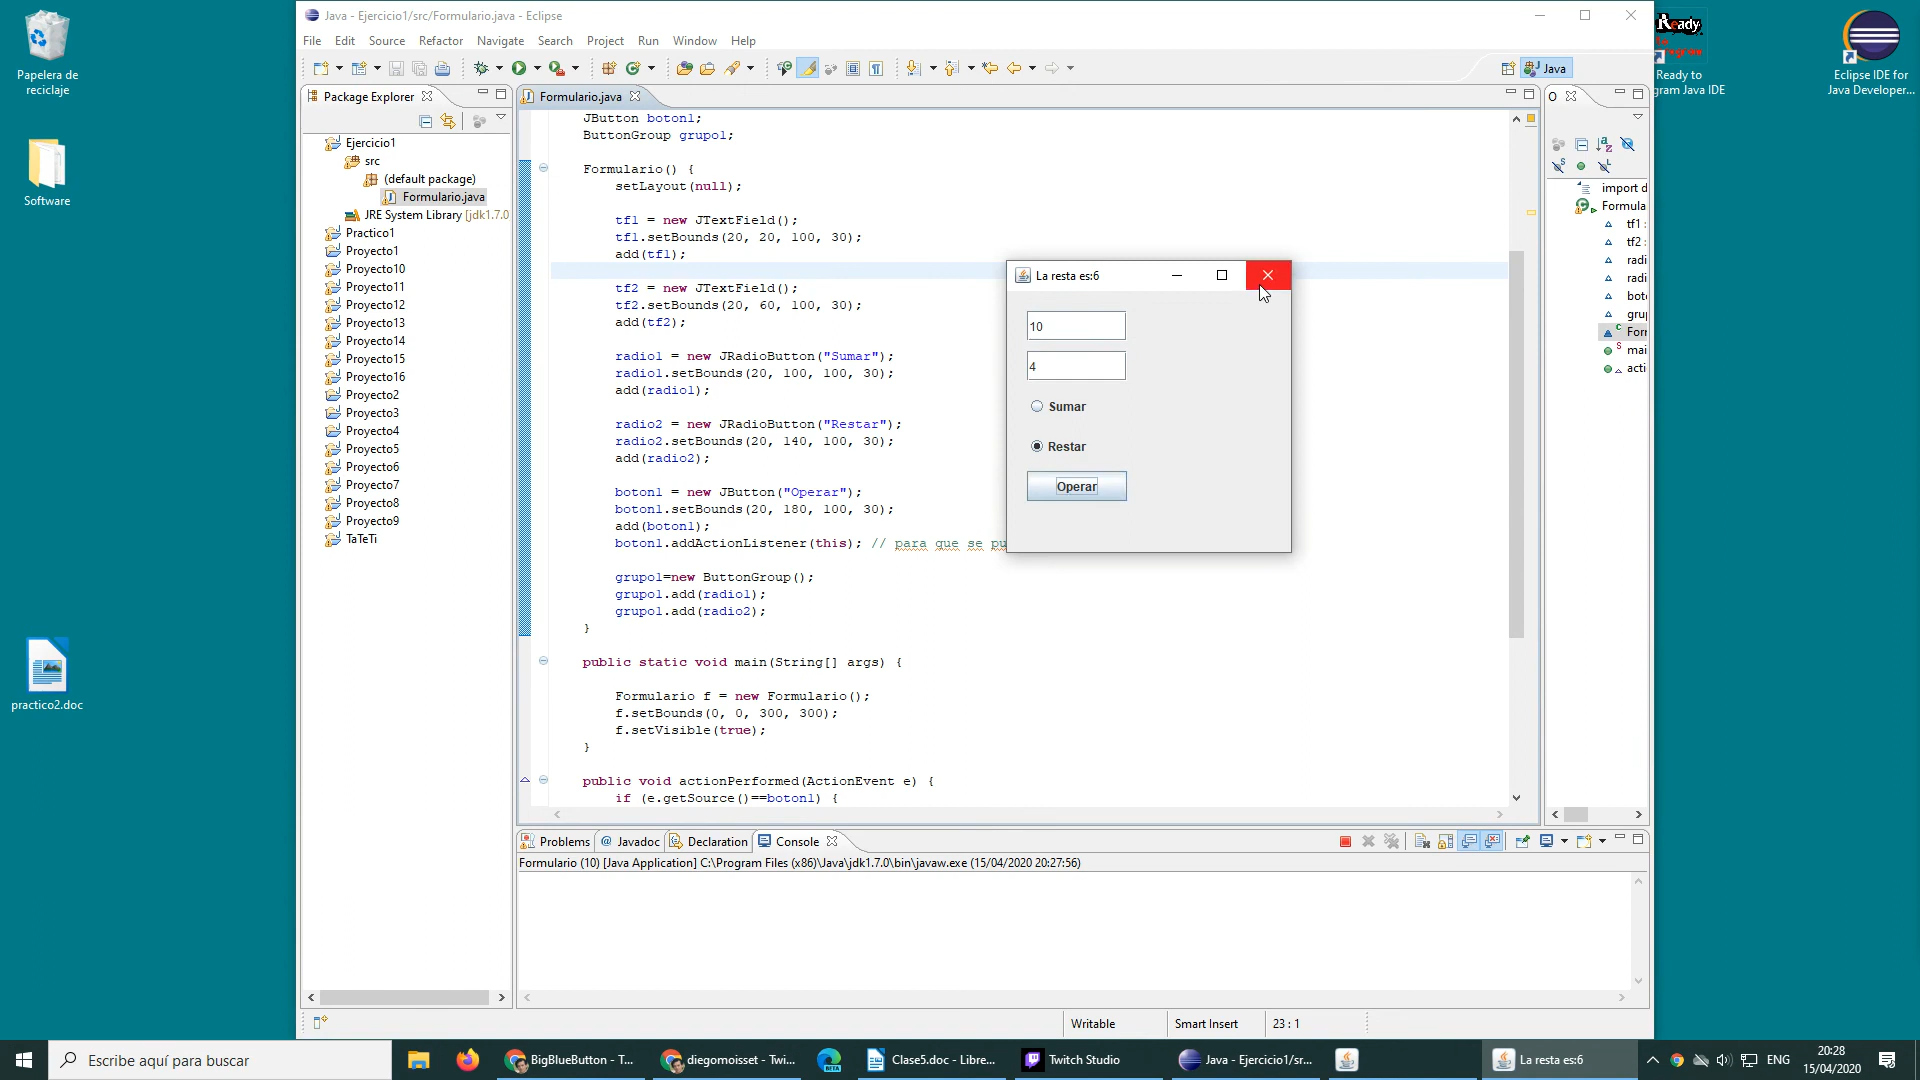 Papelera de
reciclaje
Software
practico2.doc
Java - Ejercicio1/src/Formulario.java - Eclipse
File Edit Source Refactor Navigate Search Project Run Window Help
Java
Package Explorer
Ejercicio1
src
(default package)
Formulario.java
JRE System Library [jdk1.7.0
Practico1
Proyecto1
Proyecto10
Proyecto11
Proyecto12
Proyecto13
Proyecto14
Proyecto15
Proyecto16
Proyecto2
Proyecto3
Proyecto4
Proyecto5
Proyecto6
Proyecto7
Proyecto8
Proyecto9
TaTeTi
Formulario.java
JButton boton1;
ButtonGroup grupo1;
Formulario() {
setLayout(null);
tf1 = new JTextField();
tf1.setBounds(20, 20, 100, 30);
add(tf1);
tf2 = new JTextField();
tf2.setBounds(20, 60, 100, 30);
add(tf2);
radio1 = new JRadioButton("Sumar");
radio1.setBounds(20, 100, 100, 30);
add(radio1);
radio2 = new JRadioButton("Restar");
radio2.setBounds(20, 140, 100, 30);
add(radio2);
boton1 = new JButton("Operar");
boton1.setBounds(20, 180, 100, 30);
add(boton1);
boton1.addActionListener(this); // para que se pu
grupo1=new ButtonGroup();
grupo1.add(radio1);
grupo1.add(radio2);
}
public static void main(String[] args) {
Formulario f = new Formulario();
f.setBounds(0, 0, 300, 300);
f.setVisible(true);
}
public void actionPerformed(ActionEvent e) {
if (e.getSource()==boton1) {
La resta es:6
10
4
Sumar
Restar
Operar
O
import d
Formula
tf1 :
tf2 :
radi
radi
bot
gru
For
mai
acti
Ready
Ready to
gram Java IDE
Eclipse IDE for
Java Developer...
Problems Javadoc Declaration Console
Formulario (10) [Java Application] C:\Program Files (x86)\Java\jdk1.7.0\bin\javaw.exe (15/04/2020 20:27:56)
Writable Smart Insert 23 : 1
Escribe aquí para buscar
BigBlueButton - T...
diegomoisset - Twi...
BETA
Clase5.doc - Libre...
Twitch Studio
Java - Ejercicio1/sr...
La resta es:6
ENG
20:28
15/04/2020